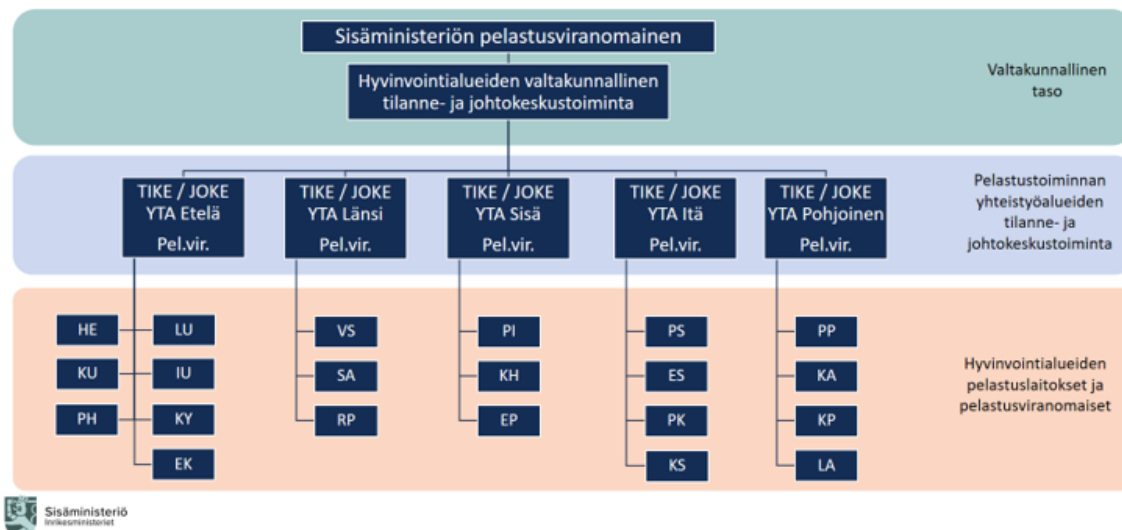 Sisäministeriön pelastusviranomainen
Hyvinvointialueiden valtakunnallinen
tilanne- ja johtokeskustoiminta
Valtakunnallinen
taso
TIKE / JOKE
YTA Etelä
Pel.vir.
TIKE / JOKE
YTA Länsi
Pel.vir.
TIKE / JOKE
YTA Sisä
Pel.vir.
TIKE / JOKE
YTA Itä
Pel.vir.
TIKE / JOKE
YTA Pohjoinen
Pel.vir.
Pelastustoiminnan
yhteistyöalueiden
tilanne- ja
johtokeskustoiminta
HE
LU
KU
IU
PH
KY
EK
VS
SA
RP
PI
KH
EP
PS
ES
PK
KS
PP
KA
KP
LA
Hyvinvointialueiden
pelastuslaitokset ja
pelastusviranomaiset
Sisäministeriö
Inrikesministeriet